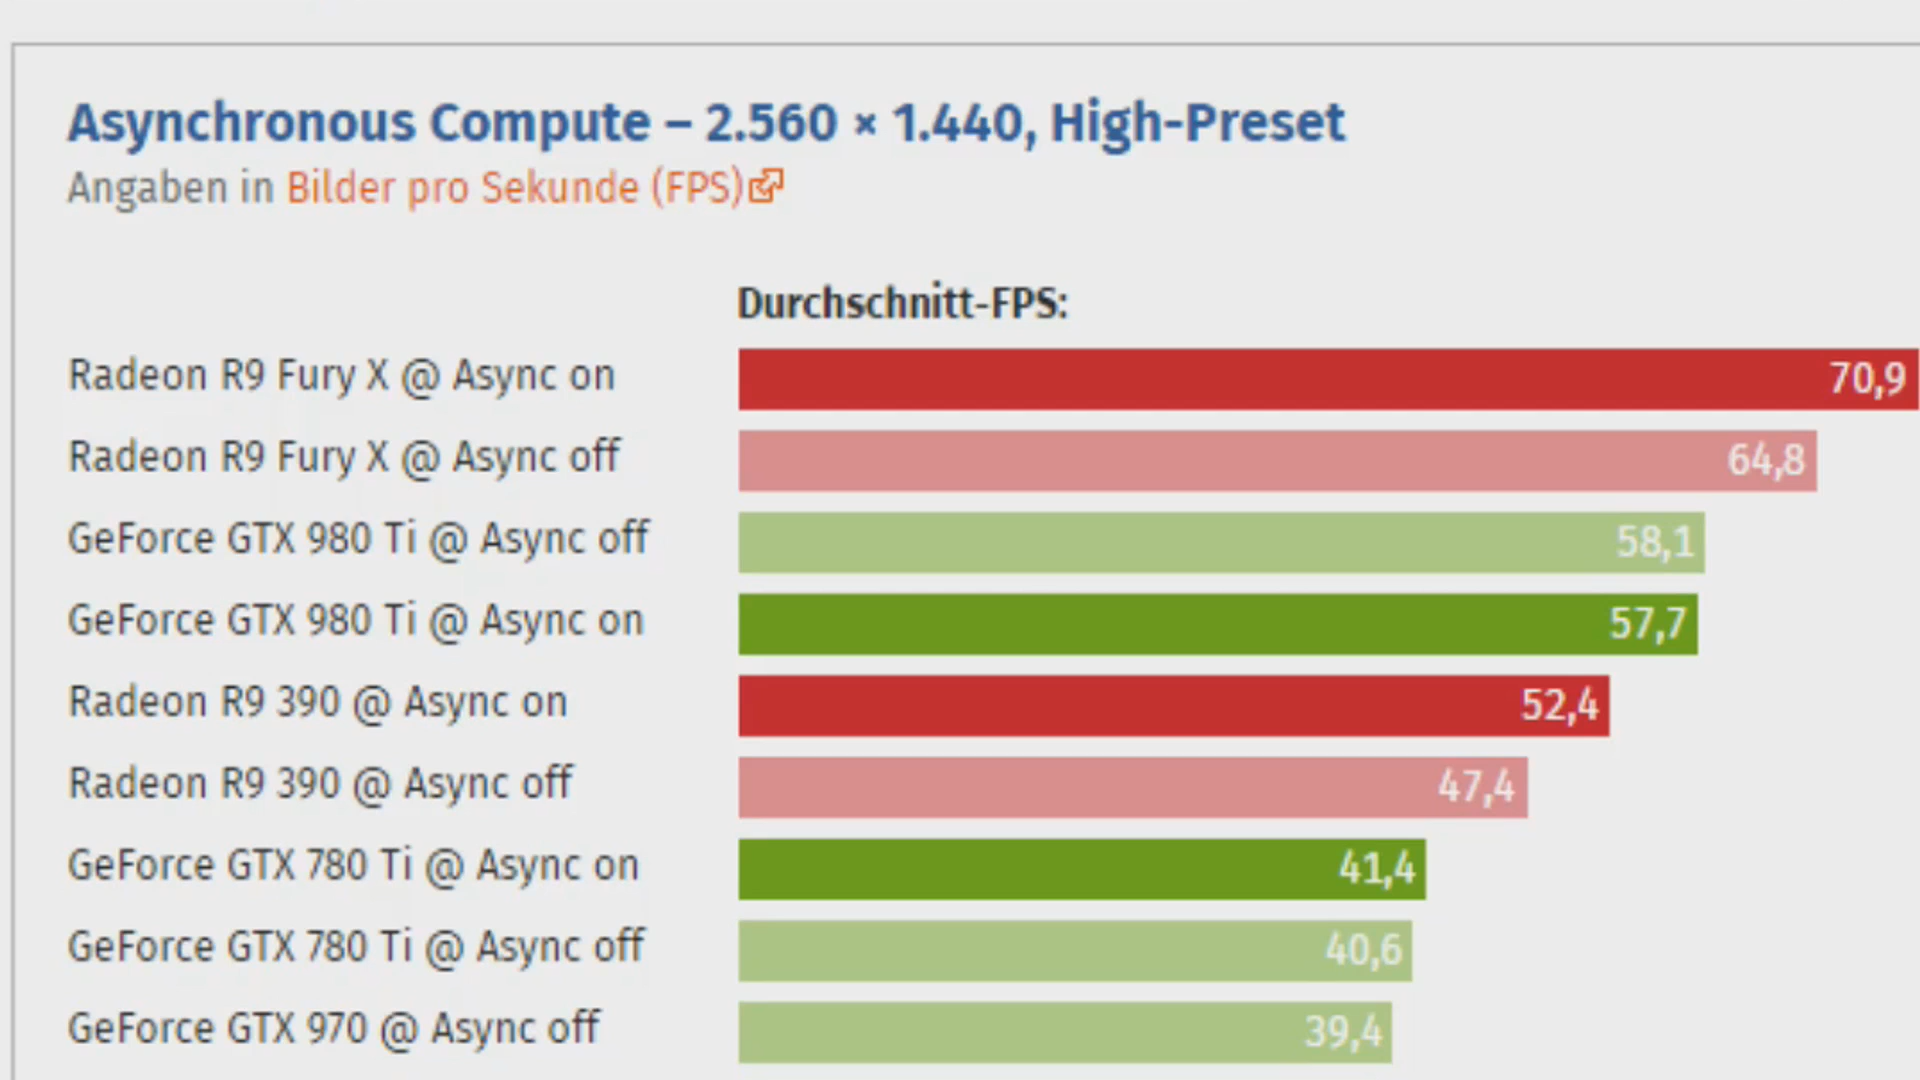 Asynchronous Compute – 2.560 × 1.440, High-Preset
Angaben in Bilder pro Sekunde (FPS)
Durchschnitt-FPS:
Radeon R9 Fury X @ Async on 70,9
Radeon R9 Fury X @ Async off 64,8
GeForce GTX 980 Ti @ Async off 58,1
GeForce GTX 980 Ti @ Async on 57,7
Radeon R9 390 @ Async on 52,4
Radeon R9 390 @ Async off 47,4
GeForce GTX 780 Ti @ Async on 41,4
GeForce GTX 780 Ti @ Async off 40,6
GeForce GTX 970 @ Async off 39,4